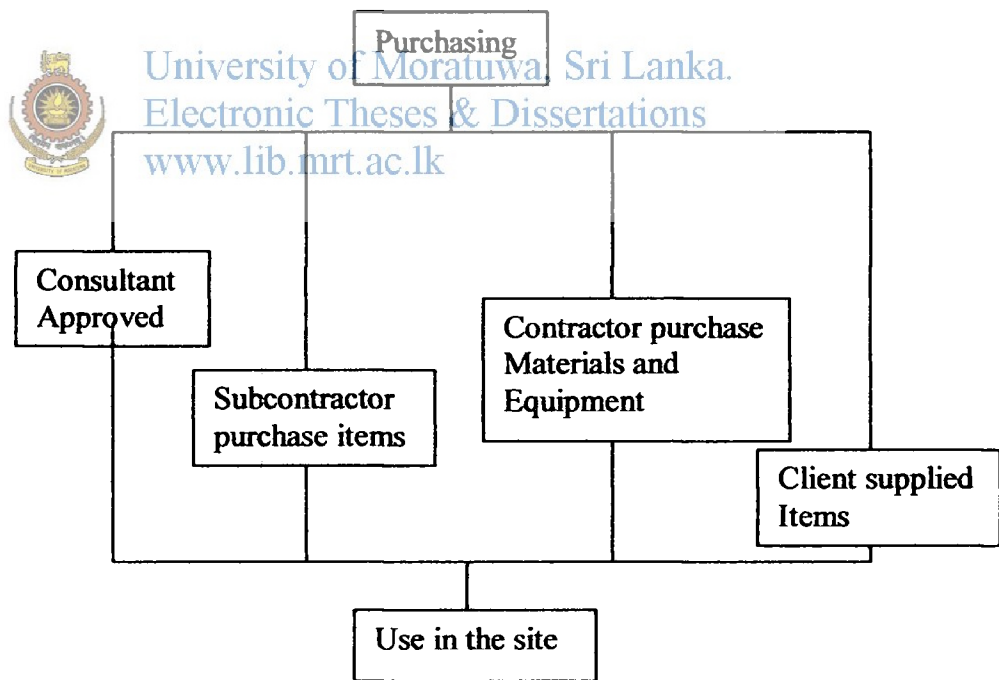 Purchasing
University of Moratuwa, Sri Lanka.
Electronic Theses & Dissertations
www.lib.mrt.ac.lk
Consultant
Approved
Subcontractor
purchase items
Contractor purchase
Materials and
Equipment
Client supplied
Items
Use in the site